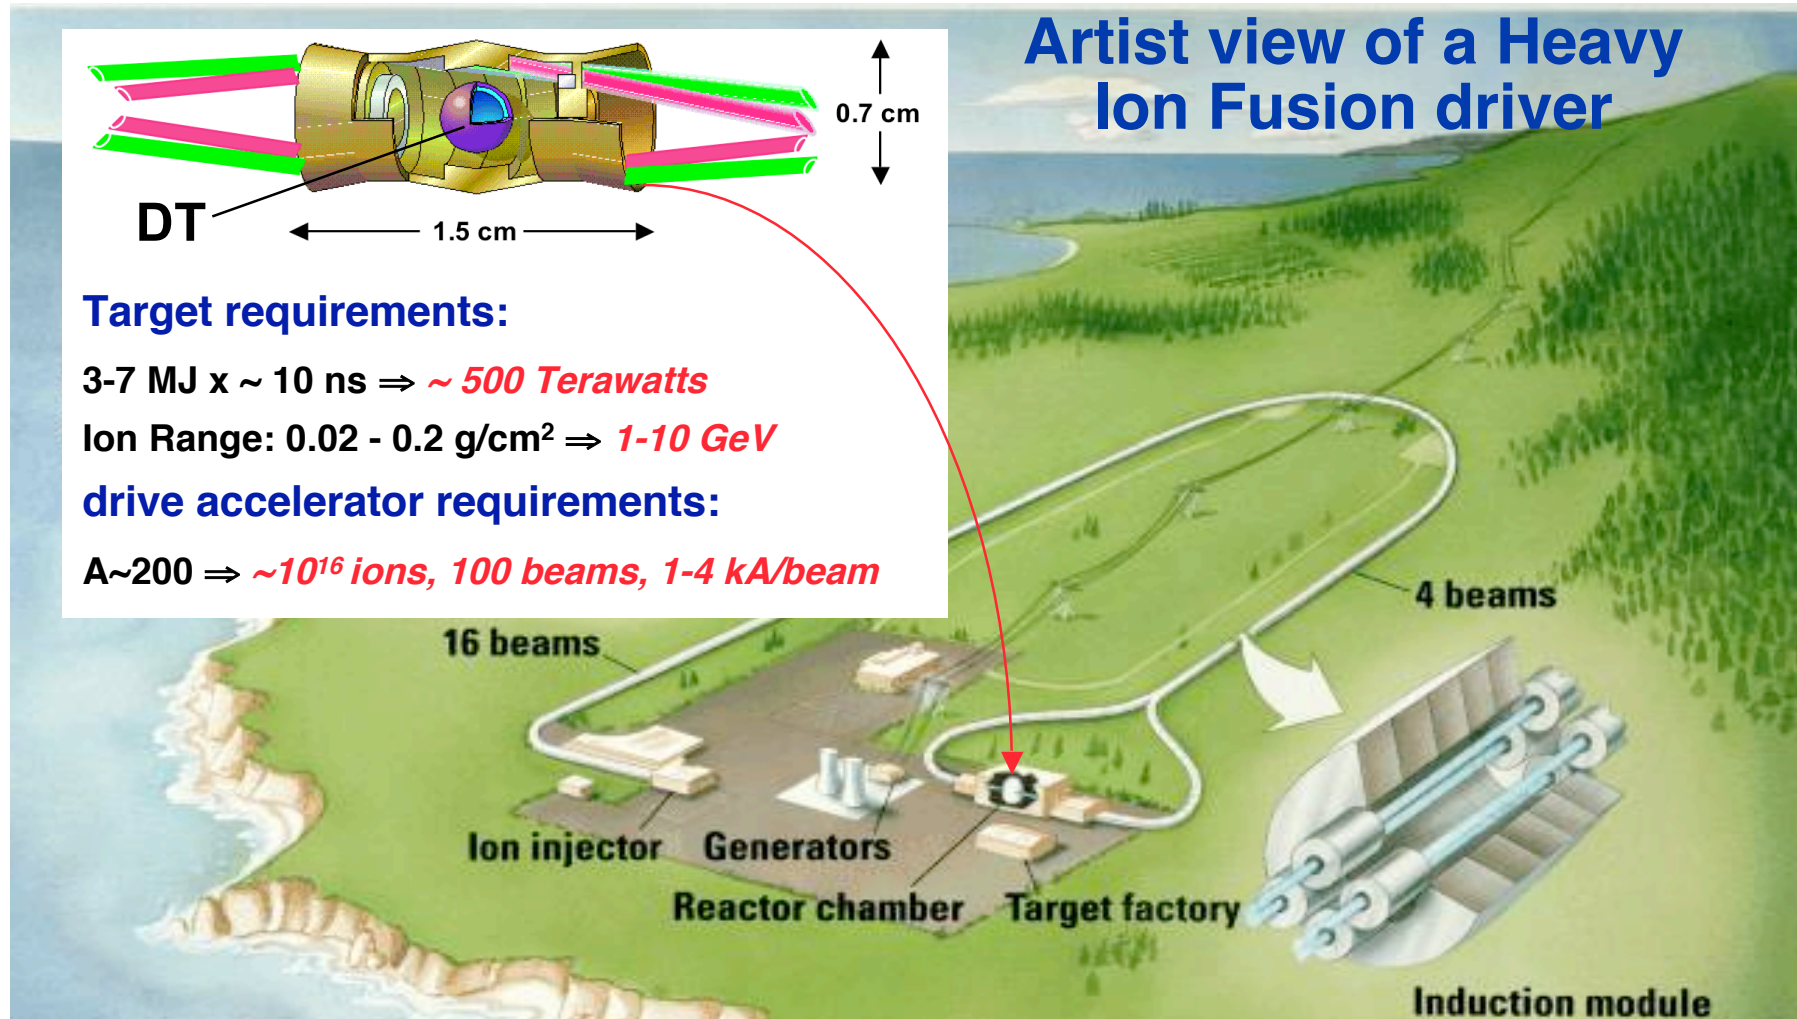 Artist view of a Heavy
Ion Fusion driver
0.7 cm
DT
1.5 cm
Target requirements:
3-7 MJ x ~ 10 ns ⇒ ~ 500 Terawatts
Ion Range: 0.02 - 0.2 g/cm² ⇒ 1-10 GeV
drive accelerator requirements:
A~200 ⇒ ~10¹⁶ ions, 100 beams, 1-4 kA/beam
4 beams
16 beams
Ion injector
Generators
Reactor chamber
Target factory
Induction module